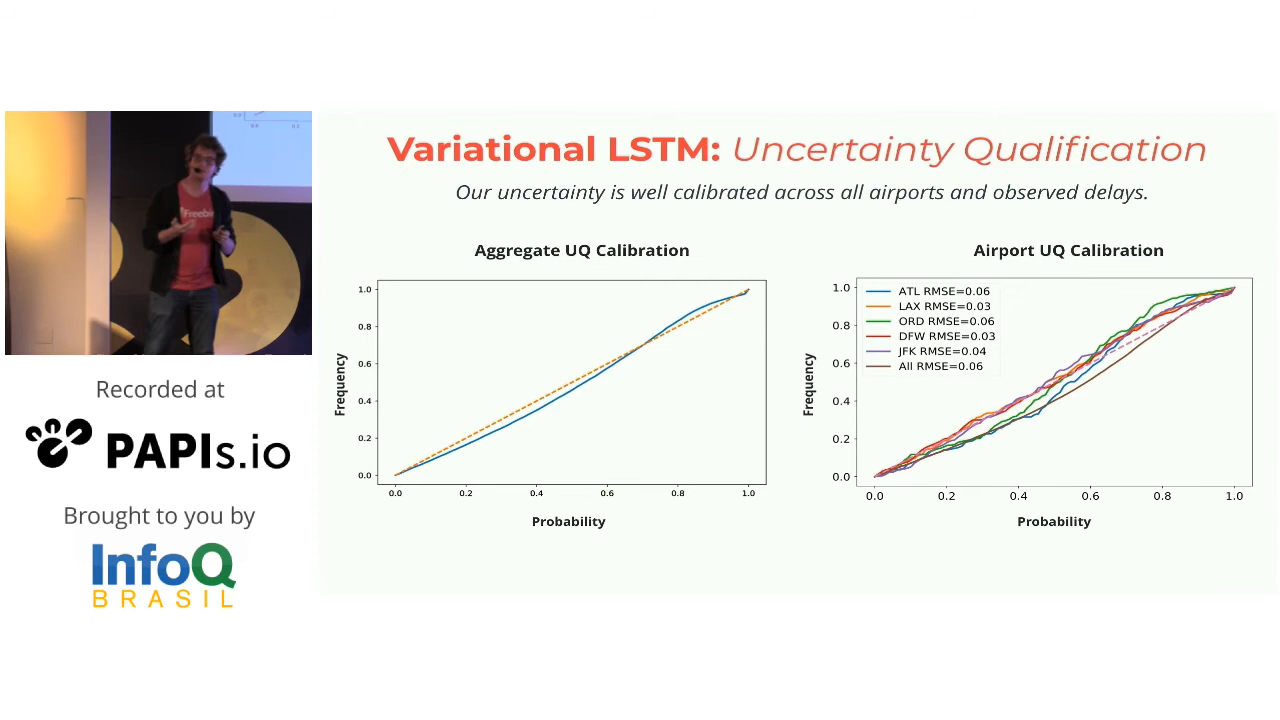 Variational LSTM: Uncertainty Qualification
Our uncertainty is well calibrated across all airports and observed delays.
Freebird
Recorded at
PAPIs.io
Brought to you by
InfoQ
BRASIL
Aggregate UQ Calibration
Frequency
1.0
0.8
0.6
0.4
0.2
0.0
0.0 0.2 0.4 0.6 0.8 1.0
Probability
Airport UQ Calibration
Frequency
1.0
0.8
0.6
0.4
0.2
0.0
ATL RMSE=0.06
LAX RMSE=0.03
ORD RMSE=0.06
DFW RMSE=0.03
JFK RMSE=0.04
All RMSE=0.06
0.0 0.2 0.4 0.6 0.8 1.0
Probability